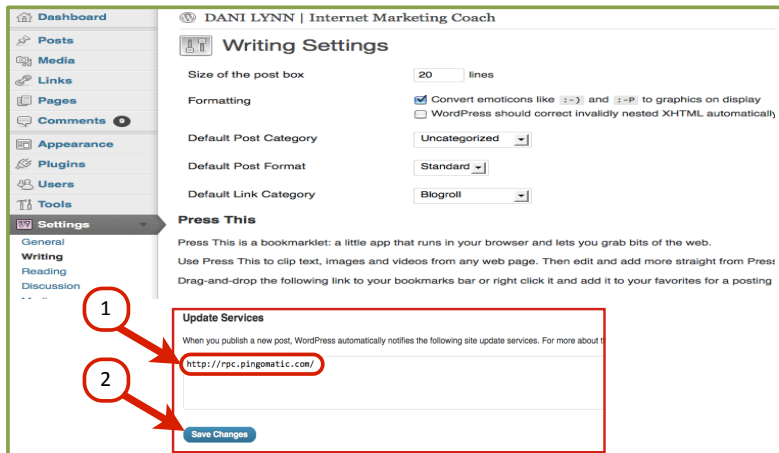 Dashboard
Posts
Media
Links
Pages
Comments 9
Appearance
Plugins
Users
Tools
Settings
General
Writing
Reading
Discussion
DANI LYNN | Internet Marketing Coach
Writing Settings
Size of the post box 20 lines
Formatting Convert emoticons like :-) and :-P to graphics on display
WordPress should correct invalidly nested XHTML automatically
Default Post Category Uncategorized
Default Post Format Standard
Default Link Category Blogroll
Press This
Press This is a bookmarklet: a little app that runs in your browser and lets you grab bits of the web.
Use Press This to clip text, images and videos from any web page. Then edit and add more straight from Press
Drag-and-drop the following link to your bookmarks bar or right click it and add it to your favorites for a posting
1
Update Services
When you publish a new post, WordPress automatically notifies the following site update services. For more about
http://rpc.pingomatic.com/
2
Save Changes